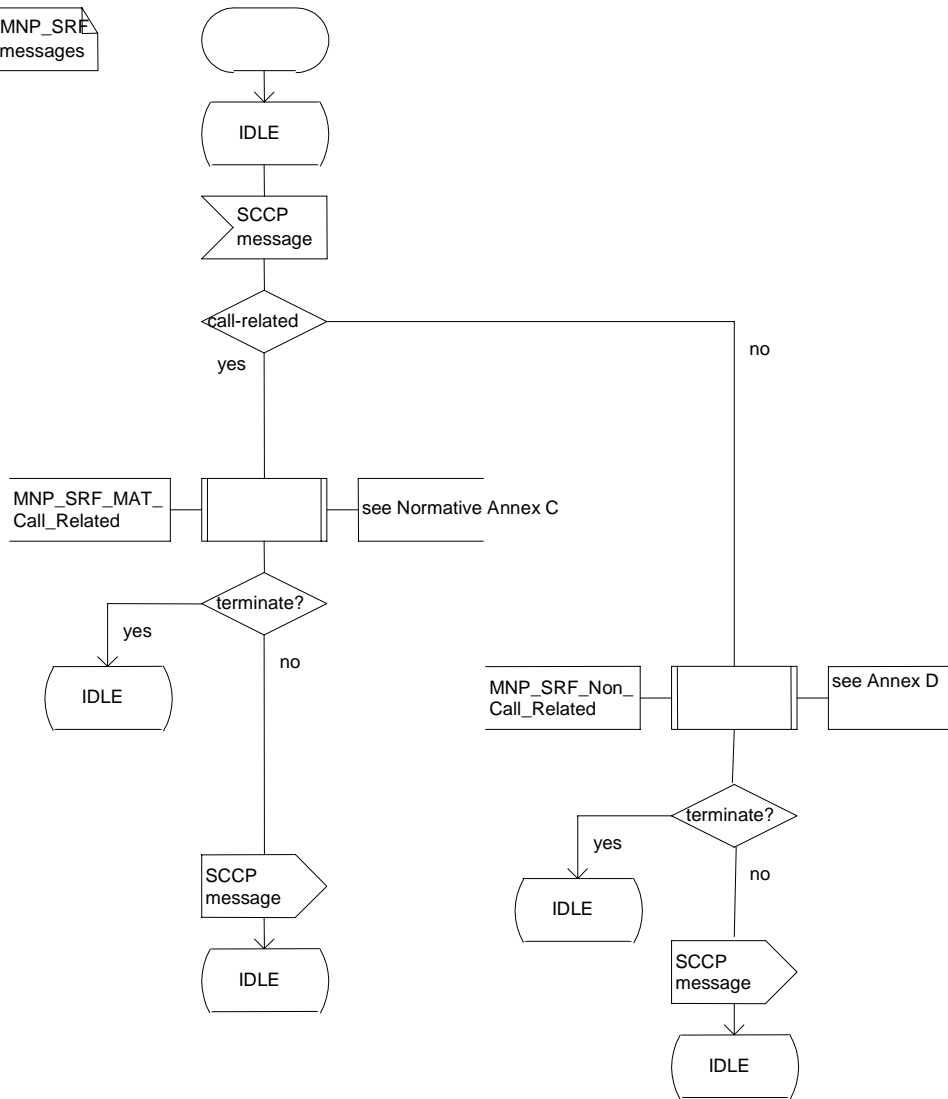 MNP_SRF
messages
IDLE
SCCP
message
call-related
yes
no
MNP_SRF_MAT_
Call_Related
see Normative Annex C
terminate?
yes
no
IDLE
MNP_SRF_Non_
Call_Related
see Annex D
terminate?
yes
no
SCCP
message
IDLE
IDLE
SCCP
message
IDLE